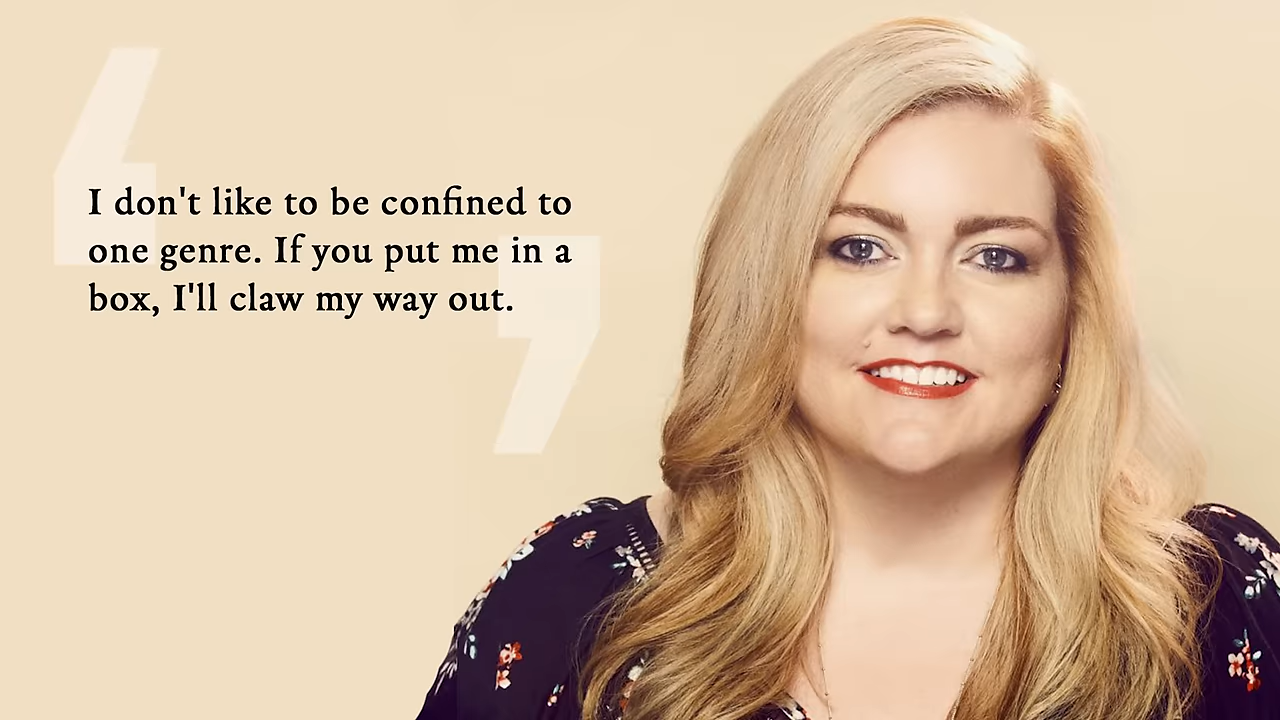 I don't like to be confined to
one genre. If you put me in a
box, I'll claw my way out.